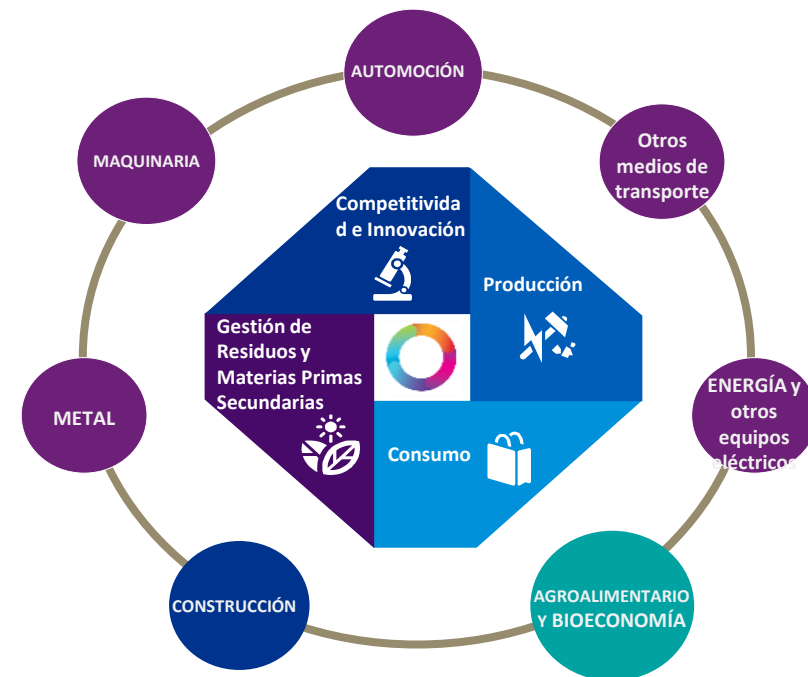 AUTOMOCIÓN
MAQUINARIA
Otros
medios de
transporte
Competitivida
d e Innovación
Producción
Gestión de
Residuos y
Materias Primas
Secundarias
METAL
ENERGÍA y
otros
equipos
eléctricos
Consumo
CONSTRUCCIÓN
AGROALIMENTARIO
Y BIOECONOMÍA